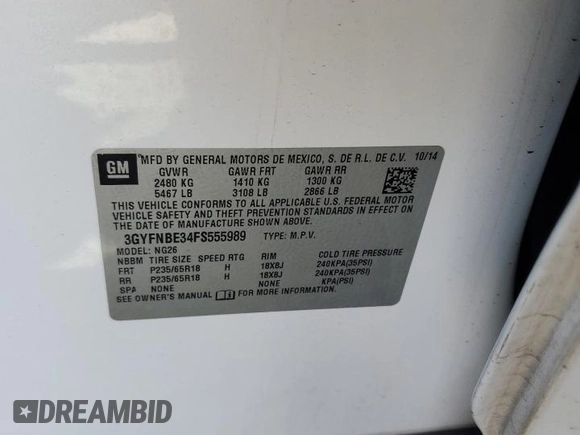 GM
MFD BY GENERAL MOTORS DE MEXICO, S. DE R.L. DE C.V. 10/14
GVWR GAWR FRT GAWR RR
2480 KG 1410 KG 1300 KG
5467 LB 3108 LB 2866 LB
THIS VEHICLE CONFORMS TO ALL APPLICABLE U.S. FEDERAL MOTOR
VEHICLE SAFETY AND THEFT PREVENTION STANDARDS IN EFFECT ON
THE DATE OF MANUFACTURE SHOWN ABOVE.
3GYFNBE34FS555989 TYPE: M.P.V.
MODEL: NG26
NBBM TIRE SIZE SPEED RTG RIM COLD TIRE PRESSURE
FRT P235/65R18 H 18X8J 240KPA(35PSI)
RR P235/65R18 H 18X8J 240KPA(35PSI)
SPA NONE NONE KPA(PSI)
SEE OWNER'S MANUAL FOR MORE INFORMATION.
DREAMBID